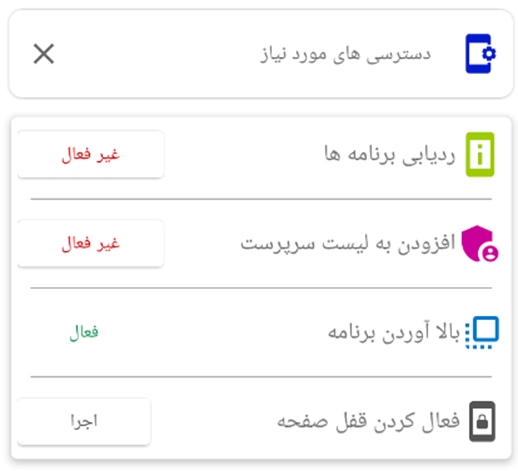 دسترسی های مورد نیاز
ردیابی برنامه ها
غیر فعال
افزودن به لیست سرپرست
غیر فعال
بالا آوردن برنامه
فعال
فعال کردن قفل صفحه
اجرا